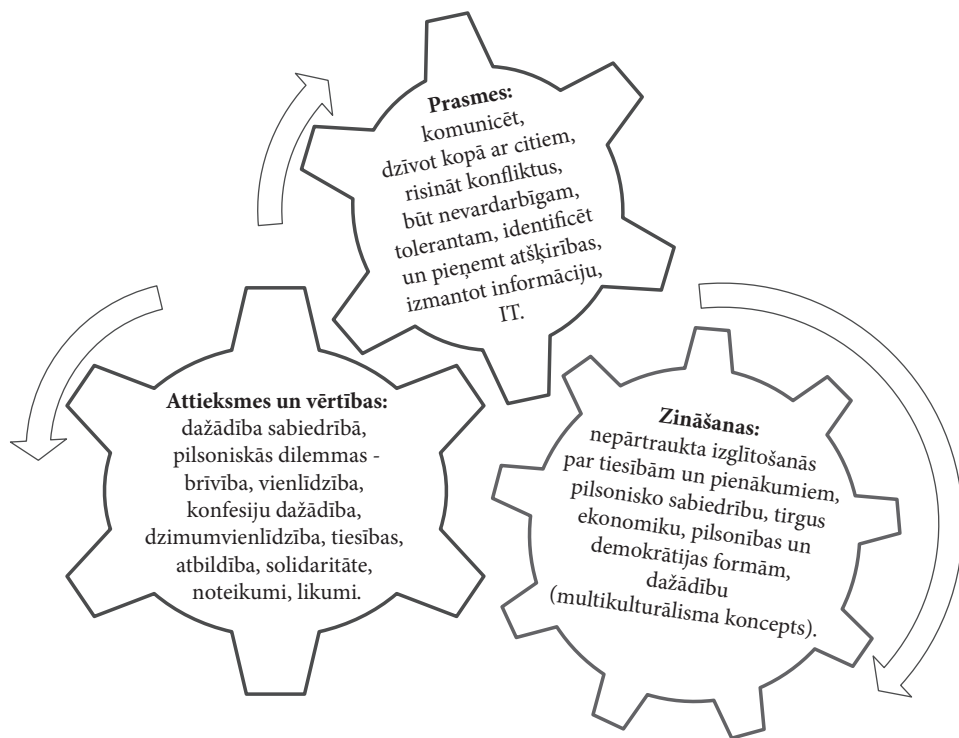 Prasmes:
komunicēt,
dzīvot kopā ar citiem,
risināt konfliktus,
būt nevardarbīgam,
tolerantam, identificēt
un pieņemt atšķirības,
izmantot informāciju,
IT.
Attieksmes un vērtības:
dažādība sabiedrībā,
pilsoniskās dilemmas -
brīvība, vienlīdzība,
konfesiju dažādība,
dzimumvienlīdzība, tiesības,
atbildība, solidaritāte,
noteikumi, likumi.
Zināšanas:
nepārtraukta izglītošanās
par tiesībām un pienākumiem,
pilsonisko sabiedrību, tirgus
ekonomiku, pilsonības un
demokrātijas formām,
dažādību
(multikulturālisma koncepts).